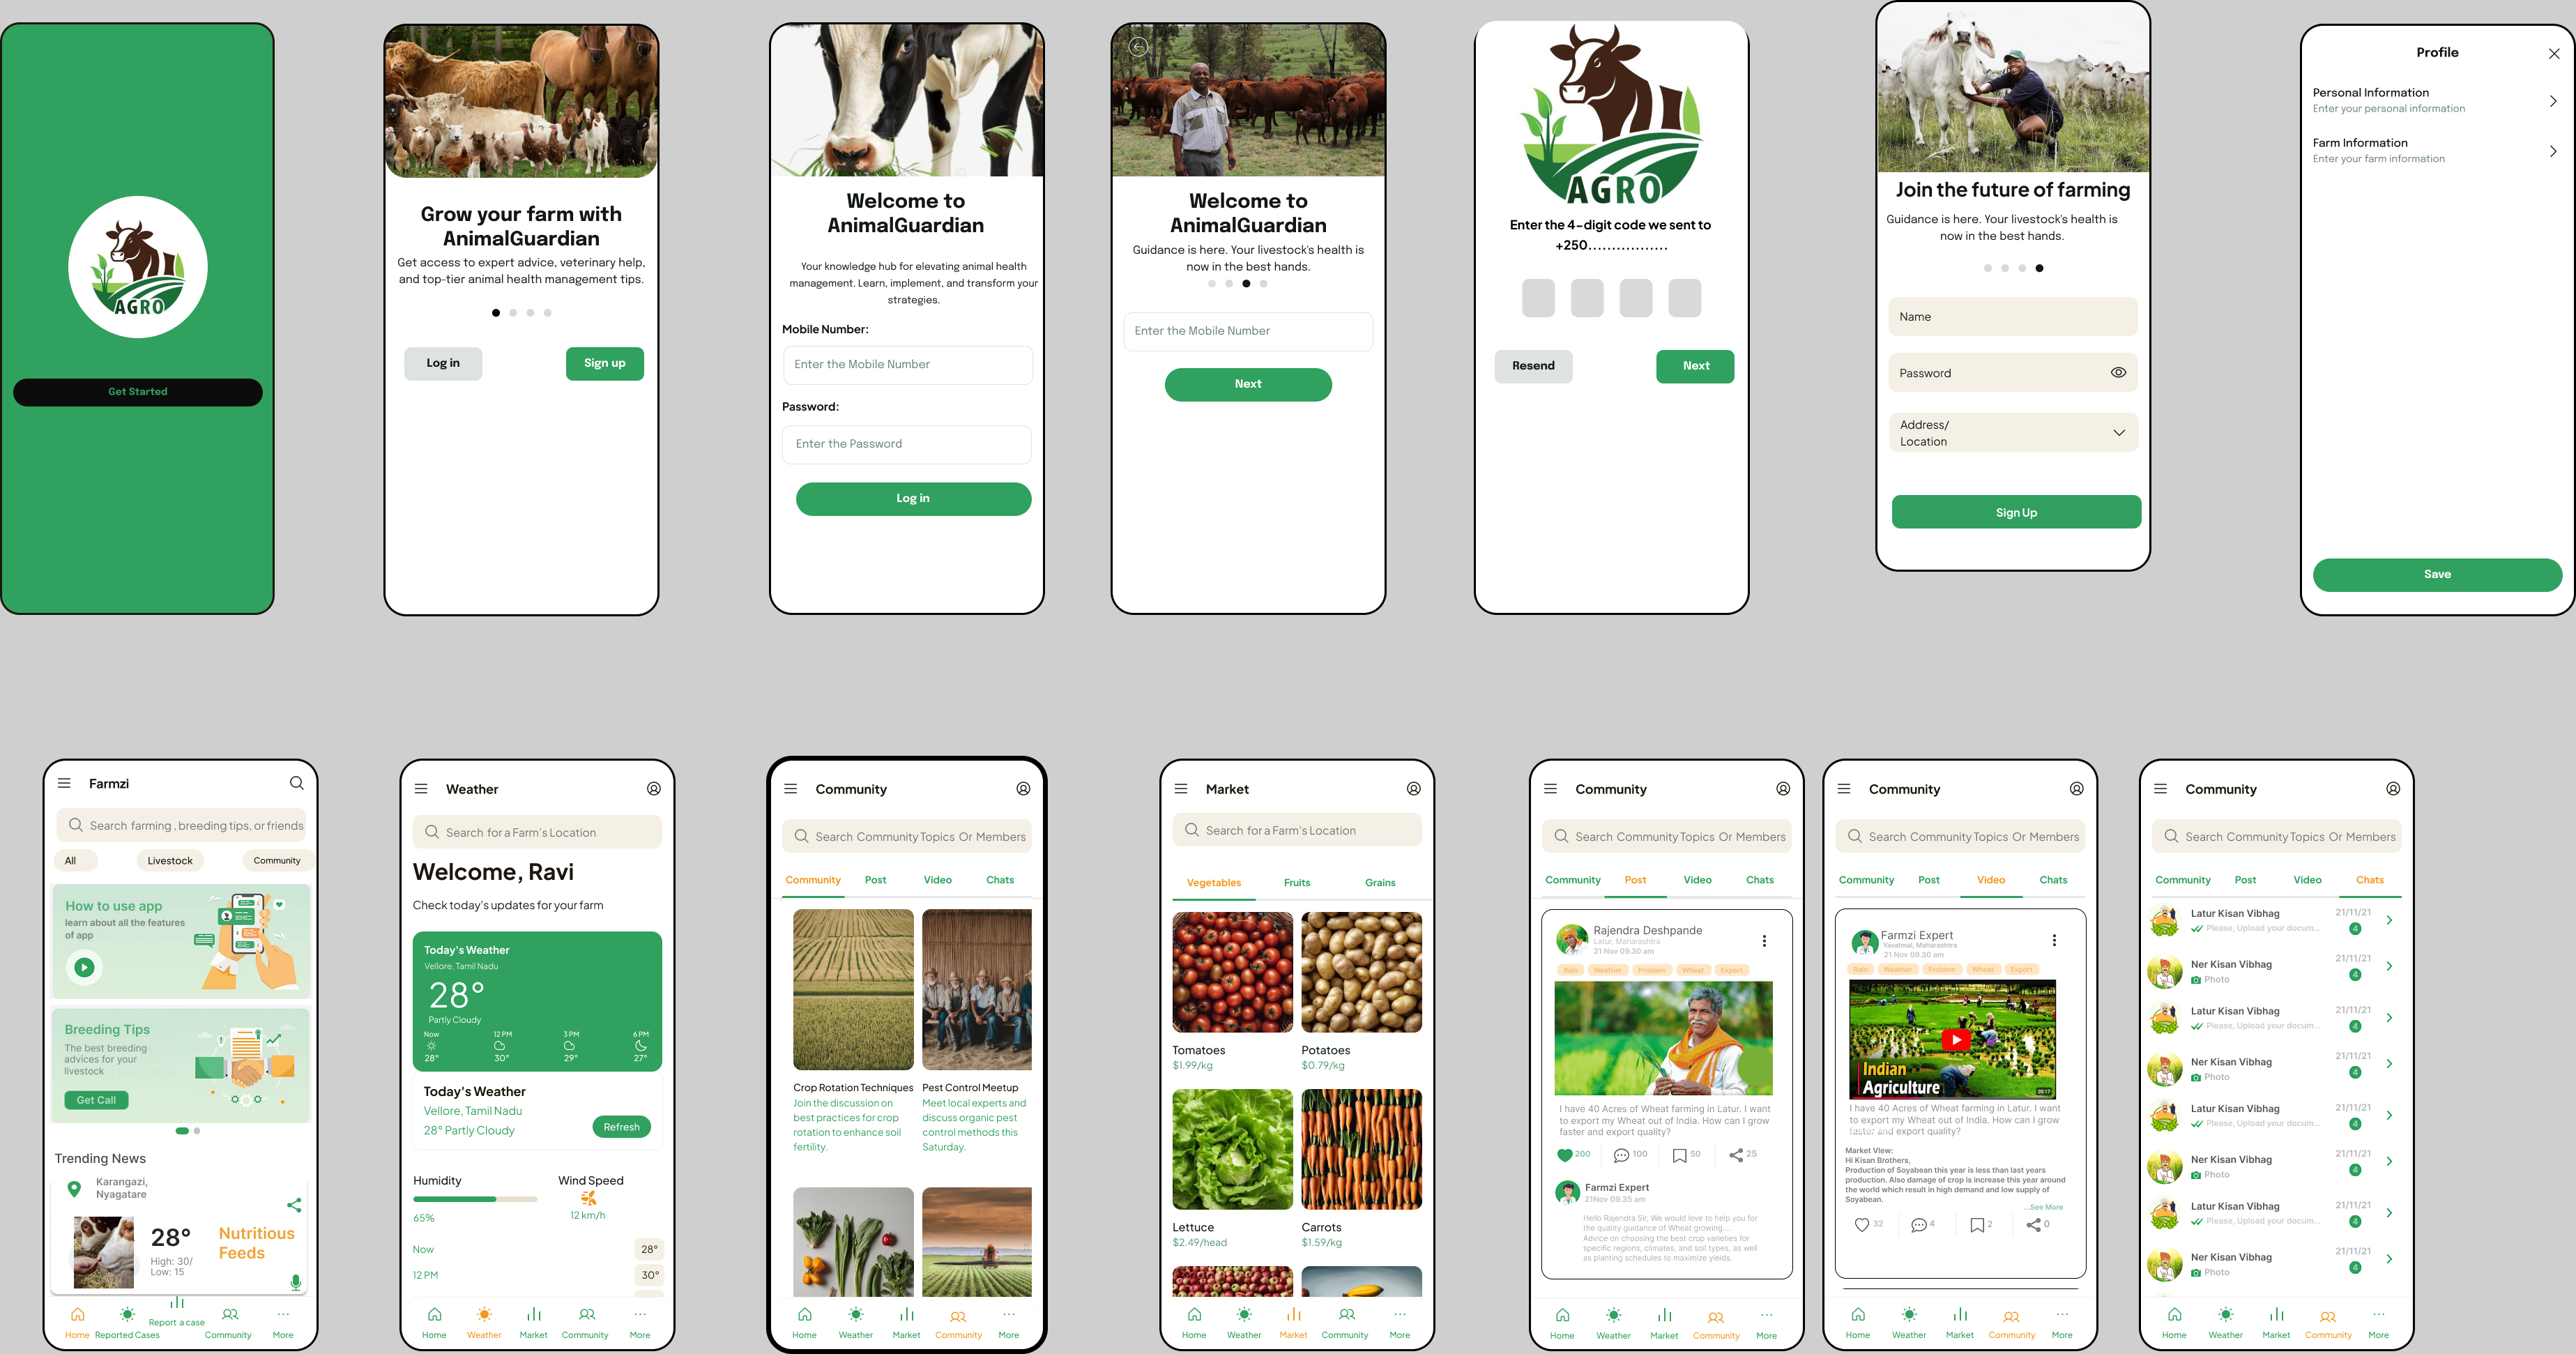 AGRO
Get Started
Grow your farm with
AnimalGuardian
Get access to expert advice, veterinary help,
and top-tier animal health management tips.
Log in
Sign up
Welcome to
AnimalGuardian
Your knowledge hub for elevating animal health
management. Learn, implement, and transform your
strategies.
Mobile Number:
Enter the Mobile Number
Password:
Enter the Password
Log in
Welcome to
AnimalGuardian
Guidance is here. Your livestock's health is
now in the best hands.
Enter the Mobile Number
Next
AGRO
Enter the 4-digit code we sent to
+250.................
Resend
Next
Join the future of farming
Guidance is here. Your livestock's health is
now in the best hands.
Name
Password
Address/
Location
Sign Up
Profile
Personal Information
Enter your personal information
Farm Information
Enter your farm information
Save
Farmzi
Search farming , breeding tips, or friends
All
Livestock
Community
How to use app
learn about all the features
of app
Breeding Tips
The best breeding
advices for your
livestock
Get Call
Trending News
Karangazi,
Nyagatare
28°
High: 30/
Low: 15
Nutritious
Feeds
Home
Reported Cases
Report a case
Community
More
Weather
Search for a Farm's Location
Welcome, Ravi
Check today's updates for your farm
Today's Weather
Vellore, Tamil Nadu
28°
Partly Cloudy
Now 12 PM 3 PM 6 PM
28° 30° 29° 27°
Today's Weather
Vellore, Tamil Nadu
28° Partly Cloudy
Refresh
Humidity
Wind Speed
65%
12 km/h
Now 28°
12 PM 30°
Home Weather Market Community More
Community
Search Community Topics Or Members
Community Post Video Chats
Crop Rotation Techniques
Join the discussion on
best practices for crop
rotation to enhance soil
fertility.
Pest Control Meetup
Meet local experts and
discuss organic pest
control methods this
Saturday.
Home Weather Market Community More
Market
Search for a Farm's Location
Vegetables Fruits Grains
Tomatoes
$1.99/kg
Potatoes
$0.79/kg
Lettuce
$2.49/head
Carrots
$1.59/kg
Home Weather Market Community More
Community
Search Community Topics Or Members
Community Post Video Chats
Rajendra Deshpande
Latur, Maharashtra
21 Nov 09.30 am
Rain Weather Problem Wheat Export
I have 40 Acres of Wheat farming in Latur. I want
to export my Wheat out of India. How can I grow
faster and export quality?
200 100 50 25
Farmzi Expert
21Nov 09.35 am
Hello Rajendra Sir, We would love to help you for
the quality guidance of Wheat growing....
Advice on choosing the best crop varieties for
specific regions, climates, and soil types, as well
as planting schedules to maximize yields.
Home Weather Market Community More
Community
Search Community Topics Or Members
Community Post Video Chats
Farmzi Expert
Yavatmal, Maharashtra
21 Nov 09.30 am
Rain Weather Problem Wheat Export
Indian
Agriculture
20:17
I have 40 Acres of Wheat farming in Latur. I want
to export my Wheat out of India. How can I grow
faster and export quality?
Market View:
Hi Kisan Brothers,
Production of Soyabean this year is less than last years
production. Also damage of crop is increase this year around
the world which result in high demand and low supply of
Soyabean.
...See More
32 4 2 0
Home Weather Market Community More
Community
Search Community Topics Or Members
Community Post Video Chats
Latur Kisan Vibhag 21/11/21
Please, Upload your docum... 4
Ner Kisan Vibhag 21/11/21
Photo 4
Latur Kisan Vibhag 21/11/21
Please, Upload your docum... 4
Ner Kisan Vibhag 21/11/21
Photo 4
Latur Kisan Vibhag 21/11/21
Please, Upload your docum... 4
Ner Kisan Vibhag 21/11/21
Photo 4
Latur Kisan Vibhag 21/11/21
Please, Upload your docum... 4
Ner Kisan Vibhag 21/11/21
Photo 4
Home Weather Market Community More